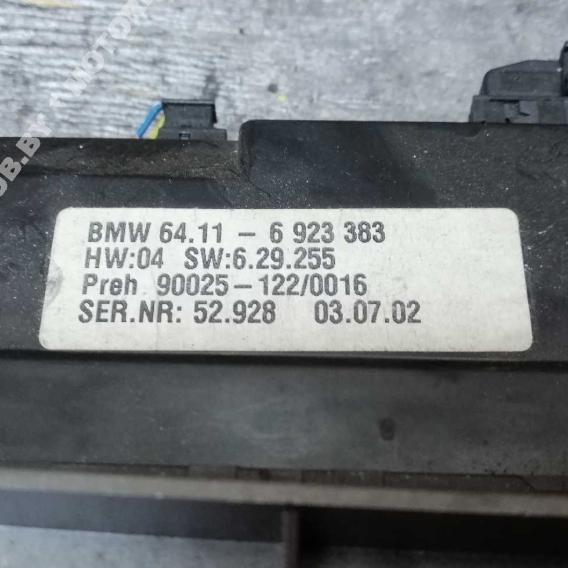 BMW 64.11 - 6 923 383
HW:04 SW:6.29.255
Preh 90025-122/0016
SER.NR: 52.928 03.07.02